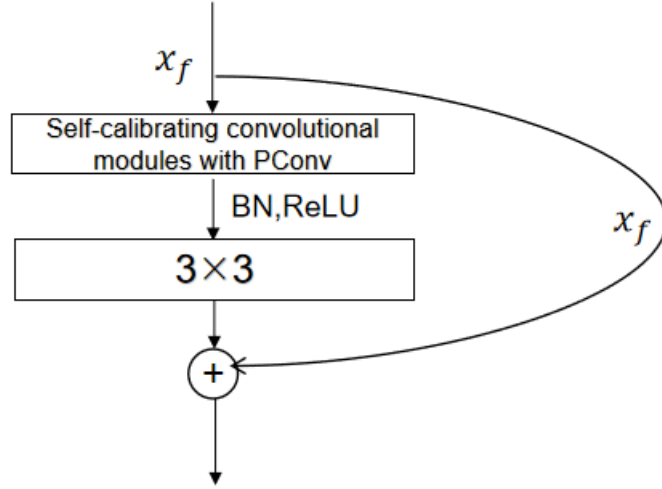 x_f
Self-calibrating convolutional
modules with PConv
BN,ReLU
x_f
3×3
+